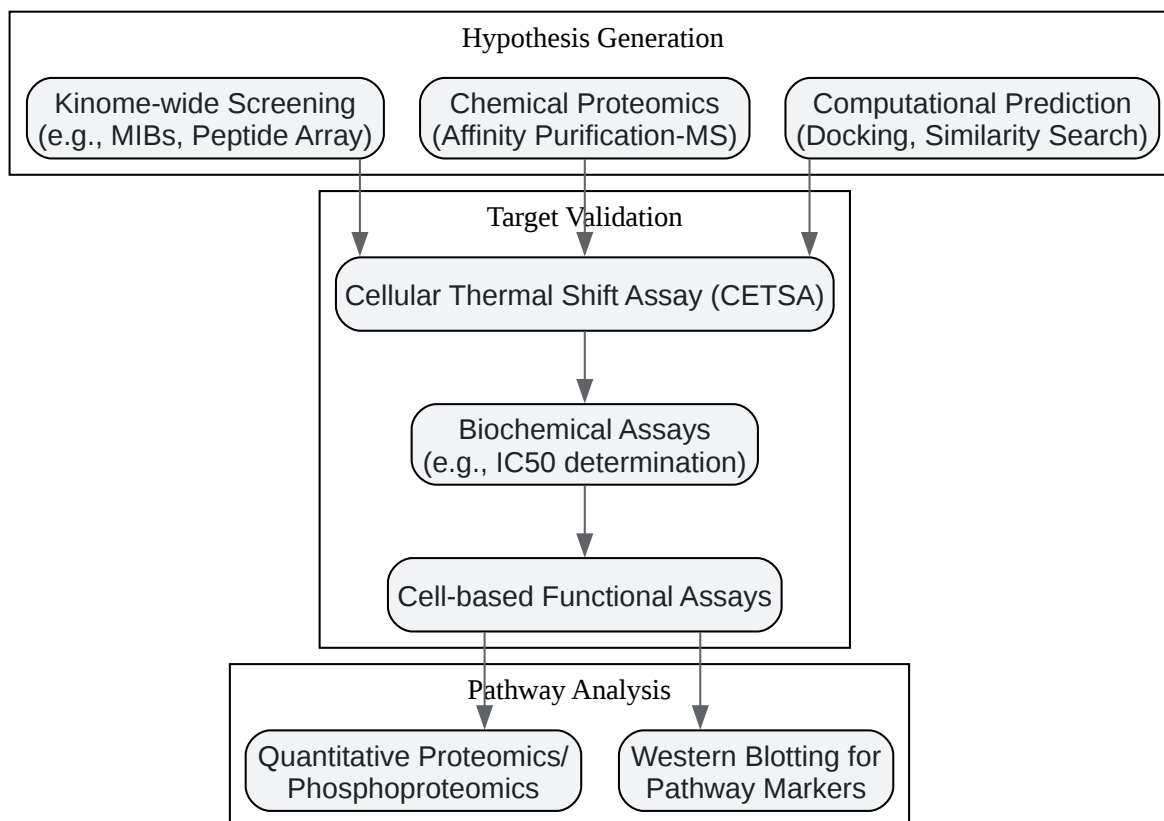 Hypothesis Generation
Kinome-wide Screening
(e.g., MIBs, Peptide Array)
Chemical Proteomics
(Affinity Purification-MS)
Computational Prediction
(Docking, Similarity Search)
Target Validation
Cellular Thermal Shift Assay (CETSA)
Biochemical Assays
(e.g., IC50 determination)
Cell-based Functional Assays
Pathway Analysis
Quantitative Proteomics/
Phosphoproteomics
Western Blotting for
Pathway Markers